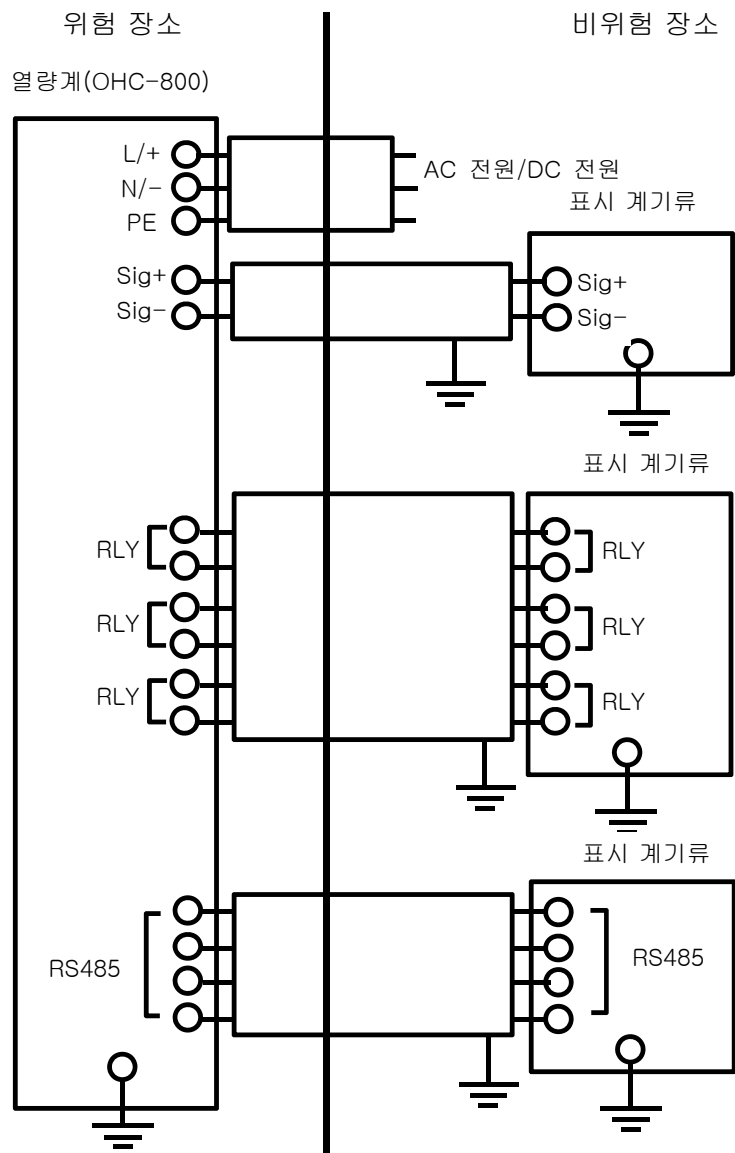 위험 장소
비위험 장소
열량계(OHC-800)
L/+
N/-
PE
AC 전원/DC 전원
표시 계기류
Sig+
Sig-
Sig+
Sig-
표시 계기류
RLY
RLY
RLY
RLY
RLY
RLY
표시 계기류
RS485
RS485